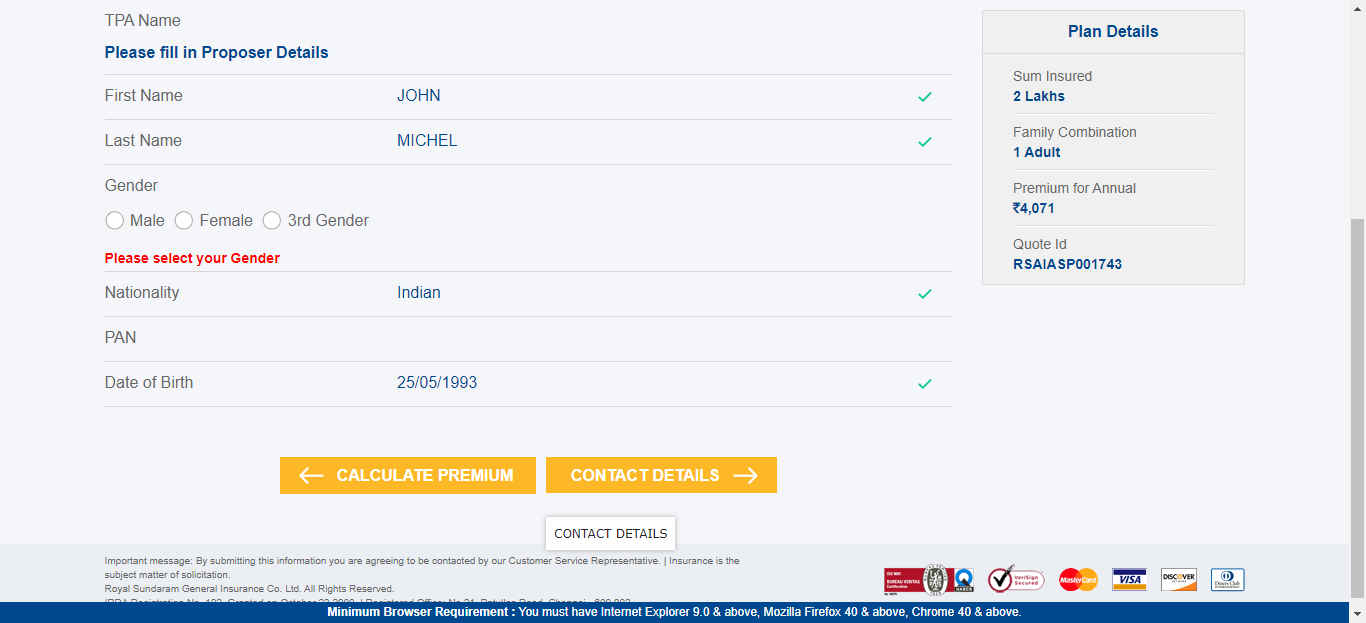 TPA Name
Please fill in Proposer Details
First Name JOHN
Last Name MICHEL
Gender
Male Female 3rd Gender
Please select your Gender
Nationality Indian
PAN
Date of Birth 25/05/1993
CALCULATE PREMIUM CONTACT DETAILS
CONTACT DETAILS
Plan Details
Sum Insured
2 Lakhs
Family Combination
1 Adult
Premium for Annual
₹4,071
Quote Id
RSAIASP001743
Important message: By submitting this information you are agreeing to be contacted by our Customer Service Representative. | Insurance is the
subject matter of solicitation.
Royal Sundaram General Insurance Co. Ltd. All Rights Reserved.
BUREAU VERITAS
Certification
VeriSign
Secured
MasterCard
VISA
DISCOVER
Diners Club
Minimum Browser Requirement : You must have Internet Explorer 9.0 & above, Mozilla Firefox 40 & above, Chrome 40 & above.